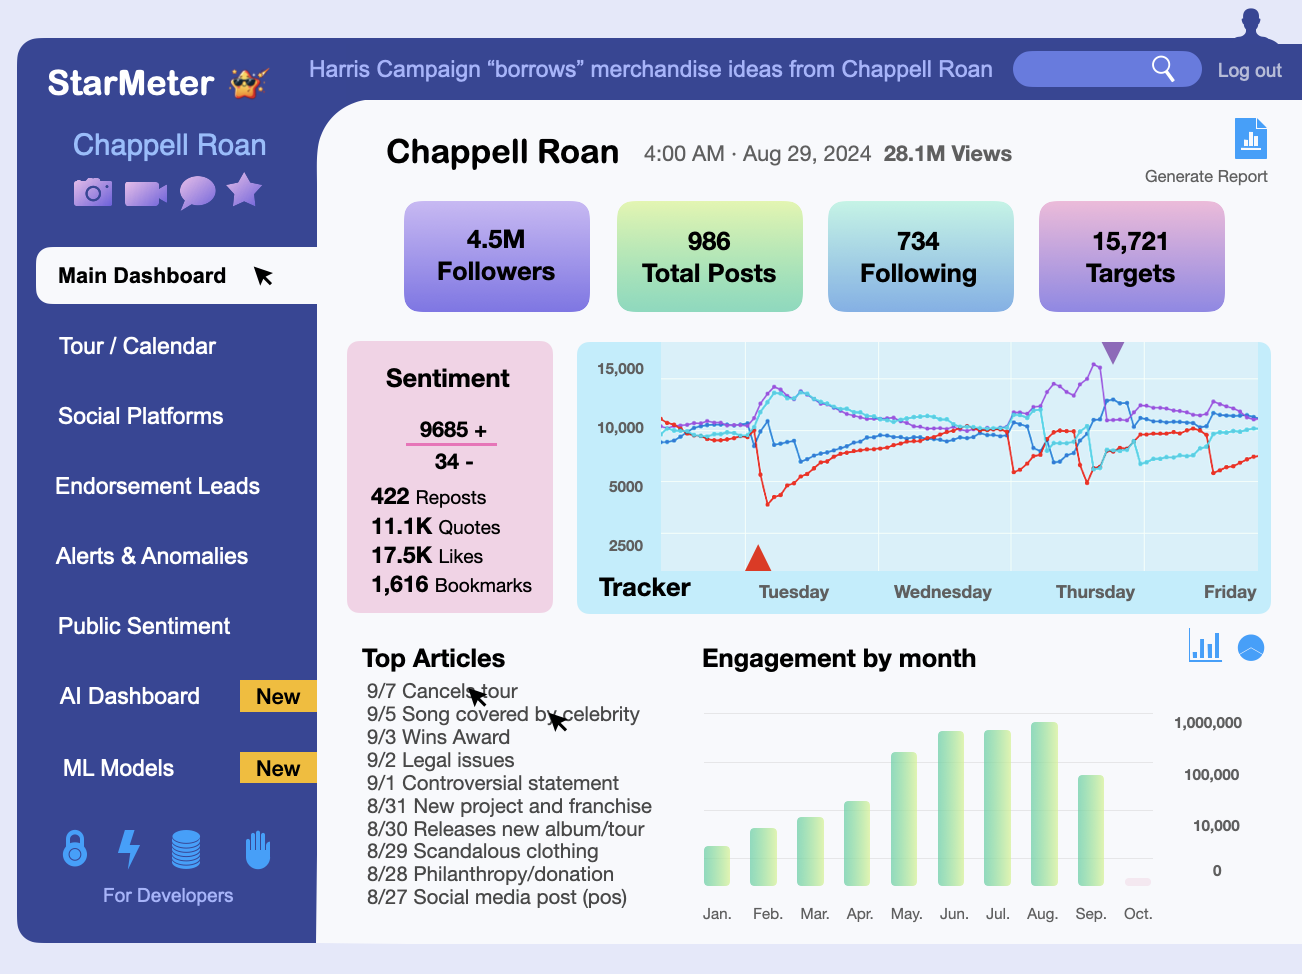 StarMeter
Harris Campaign “borrows” merchandise ideas from Chappell Roan
Log out
Chappell Roan
Main Dashboard
Tour / Calendar
Social Platforms
Endorsement Leads
Alerts & Anomalies
Public Sentiment
AI Dashboard New
ML Models New
For Developers
Chappell Roan 4:00 AM · Aug 29, 2024 28.1M Views
Generate Report
4.5M
Followers
986
Total Posts
734
Following
15,721
Targets
Sentiment
9685 +
34 -
422 Reposts
11.1K Quotes
17.5K Likes
1,616 Bookmarks
15,000
10,000
5000
2500
Tracker
Tuesday Wednesday Thursday Friday
Top Articles
9/7 Cancels tour
9/5 Song covered by celebrity
9/3 Wins Award
9/2 Legal issues
9/1 Controversial statement
8/31 New project and franchise
8/30 Releases new album/tour
8/29 Scandalous clothing
8/28 Philanthropy/donation
8/27 Social media post (pos)
Engagement by month
1,000,000
100,000
10,000
0
Jan. Feb. Mar. Apr. May. Jun. Jul. Aug. Sep. Oct.